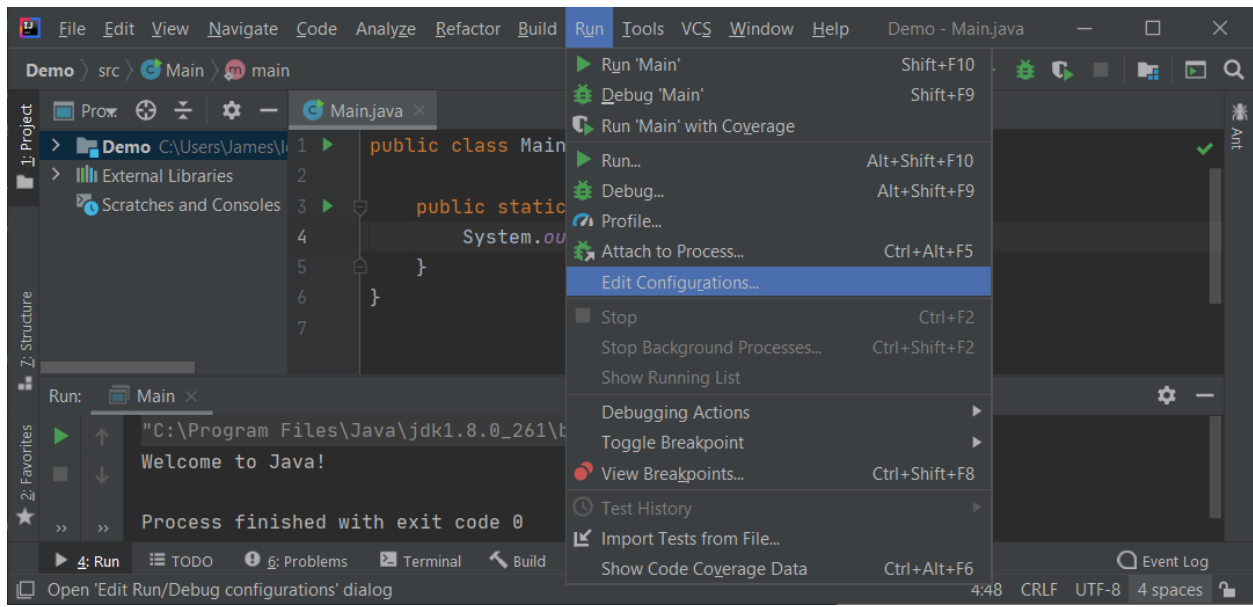 File Edit View Navigate Code Analyze Refactor Build Run Tools VCS Window Help Demo - Main.java
Demo src Main main
1: Project
Main.java
Demo C:\Users\James\I
External Libraries
Scratches and Consoles
7: Structure
2: Favorites
1 public class Main
2
3 public static
4 System.ou
5 }
6 }
7
Run 'Main' Shift+F10
Debug 'Main' Shift+F9
Run 'Main' with Coverage
Run... Alt+Shift+F10
Debug... Alt+Shift+F9
Profile...
Attach to Process... Ctrl+Alt+F5
Edit Configurations...
Stop Ctrl+F2
Stop Background Processes... Ctrl+Shift+F2
Show Running List
Debugging Actions
Toggle Breakpoint
View Breakpoints... Ctrl+Shift+F8
Test History
Import Tests from File...
Show Code Coverage Data Ctrl+Alt+F6
Ant
Run: Main
"C:\Program Files\Java\jdk1.8.0_261\b
Welcome to Java!
Process finished with exit code 0
4: Run TODO 6: Problems Terminal Build Event Log
Open 'Edit Run/Debug configurations' dialog 4:48 CRLF UTF-8 4 spaces